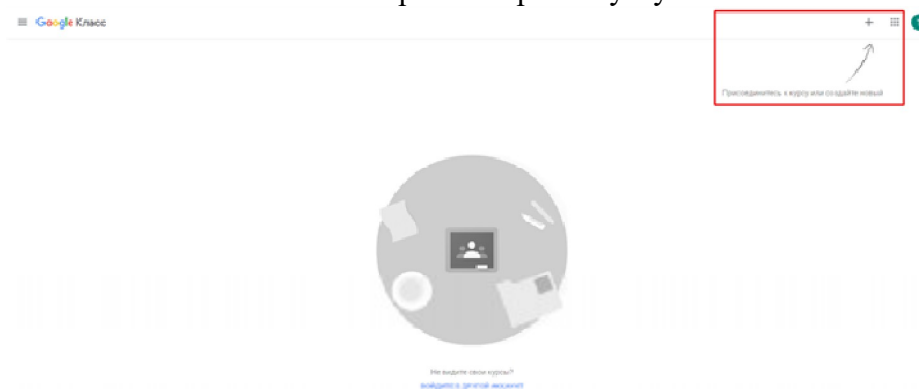 Google Класс
Присоединитесь к курсу или создайте новый
Не видите свои курсы?
ВОЙДИТЕ В ДРУГОЙ АККАУНТ